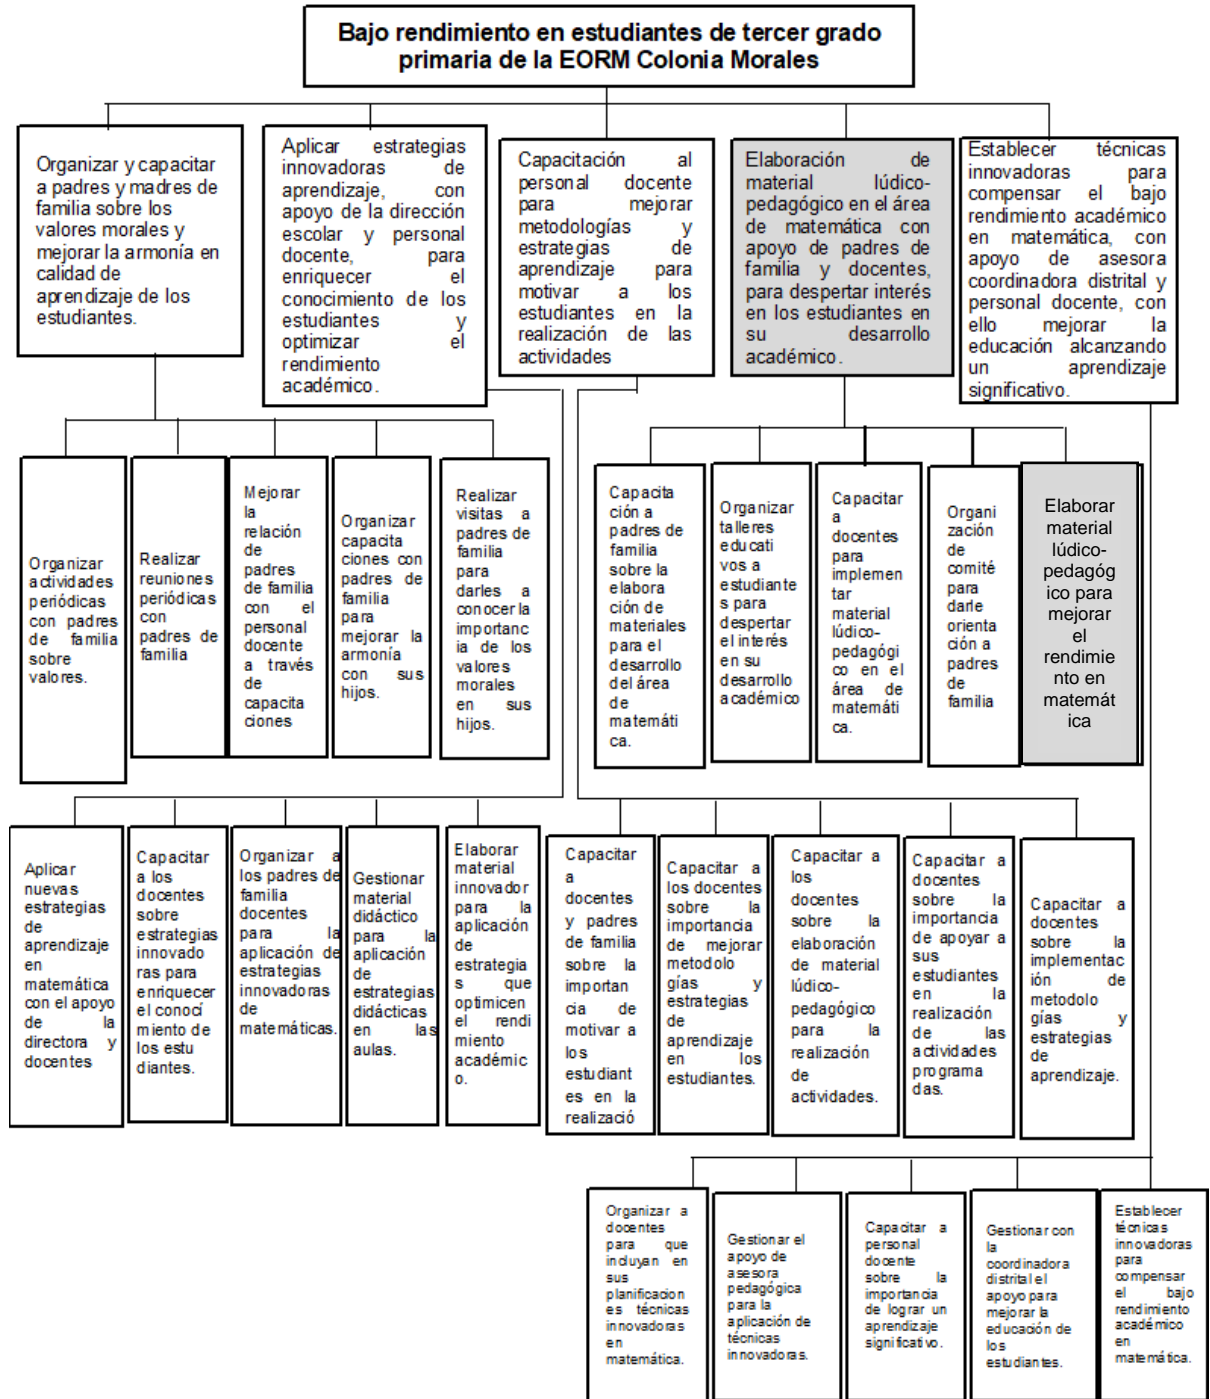 Bajo rendimiento en estudiantes de tercer grado
primaria de la EORM Colonia Morales
Organizar y capacitar
a padres y madres de
familia sobre los
valores morales y
mejorar la armonía en
calidad de
aprendizaje de los
estudiantes.
Aplicar estrategias
innovadoras de
aprendizaje, con
apoyo de la dirección
escolar y personal
docente, para
enriquecer el
conocimiento de los
estudiantes y
optimizar el
rendimiento
académico.
Capacitación al
personal docente
para mejorar
metodologías y
estrategias de
aprendizaje para
motivar a los
estudiantes en la
realización de las
actividades
Elaboración de
material lúdico-
pedagógico en el área
de matemática con
apoyo de padres de
familia y docentes,
para despertar interés
en los estudiantes en
su desarrollo
académico.
Establecer técnicas
innovadoras para
compensar el bajo
rendimiento académico
en matemática, con
apoyo de asesora
coordinadora distrital y
personal docente, con
ello mejorar la
educación alcanzando
un aprendizaje
significativo.
Organizar
actividades
periódicas
con padres
de familia
sobre
valores.
Realizar
reuniones
periódicas
con
padres de
familia
Mejorar
la
relación
de
padres de
familia
con el
personal
docente
a través
de
capacita
ciones
Organizar
capacita
ciones con
padres de
familia
para
mejorar la
armonía
con sus
hijos.
Realizar
visitas a
padres de
familia
para
darles a
conocer la
importanc
ia de los
valores
morales
en sus
hijos.
Capacita
ción a
padres de
familia
sobre la
elabora
ción de
materiales
para el
desarrollo
del área
de
matemáti
ca.
Organizar
talleres
educati
vos a
estudiante
s para
despertar
el interés
en su
desarrollo
académico
Capacitar
a
docentes
para
implemen
tar
material
lúdico-
pedagógi
co en el
área de
matemáti
ca.
Organi
zación
de
comité
para
darle
orienta
ción a
padres
de
familia
Elaborar
material
lúdico-
pedagóg
ico para
mejorar
el
rendimie
nto en
matemát
ica
Aplicar
nuevas
estrategias
de
aprendizaje
en
matemática
con el apoyo
de la
directora y
docentes
Capacitar
a los
docentes
sobre
estrategias
innovado
ras para
enriquecer
el conocí
miento de
los estu
diantes.
Organizar a
los padres de
familia
docentes
para la
aplicación de
estrategias
innovadoras
de
matemáticas.
Gestionar
material
didáctico
para la
aplicación
de
estrategias
didácticas
en las
aulas.
Elaborar
material
innovador
para la
aplicación
de
estrategia
s que
optimicen
el rendi
miento
académic
o.
Capacitar
a
docentes
y padres
de familia
sobre la
importan
cia de
motivar a
los
estudiant
es en la
realizació
Capacitar a
los docentes
sobre la
importancia
de mejorar
metodolo
gías y
estrategias
de
aprendizaje
en los
estudiantes.
Capacitar a
los
docentes
sobre la
elaboración
de material
lúdico-
pedagógico
para la
realización
de
actividades.
Capacitar a
docentes
sobre la
importancia
de apoyar a
sus
estudiantes
en la
realización
de las
actividades
programa
das.
Capacitar a
docentes
sobre la
implementac
ión de
metodolo
gías y
estrategias
de
aprendizaje.
Organizar a
docentes
para que
incluyan en
sus
planificacion
es técnicas
innovadoras
en
matemática.
Gestionar el
apoyo de
asesora
pedagógica
para la
aplicación de
técnicas
innovadoras.
Capacitar a
personal
docente
sobre la
importancia
de lograr un
aprendizaje
significativo.
Gestionar con
la
coordinadora
distrital el
apoyo para
mejorar la
educación de
los
estudiantes.
Establecer
técnicas
innovadoras
para
compensar
el bajo
rendimiento
académico
en
matemática.